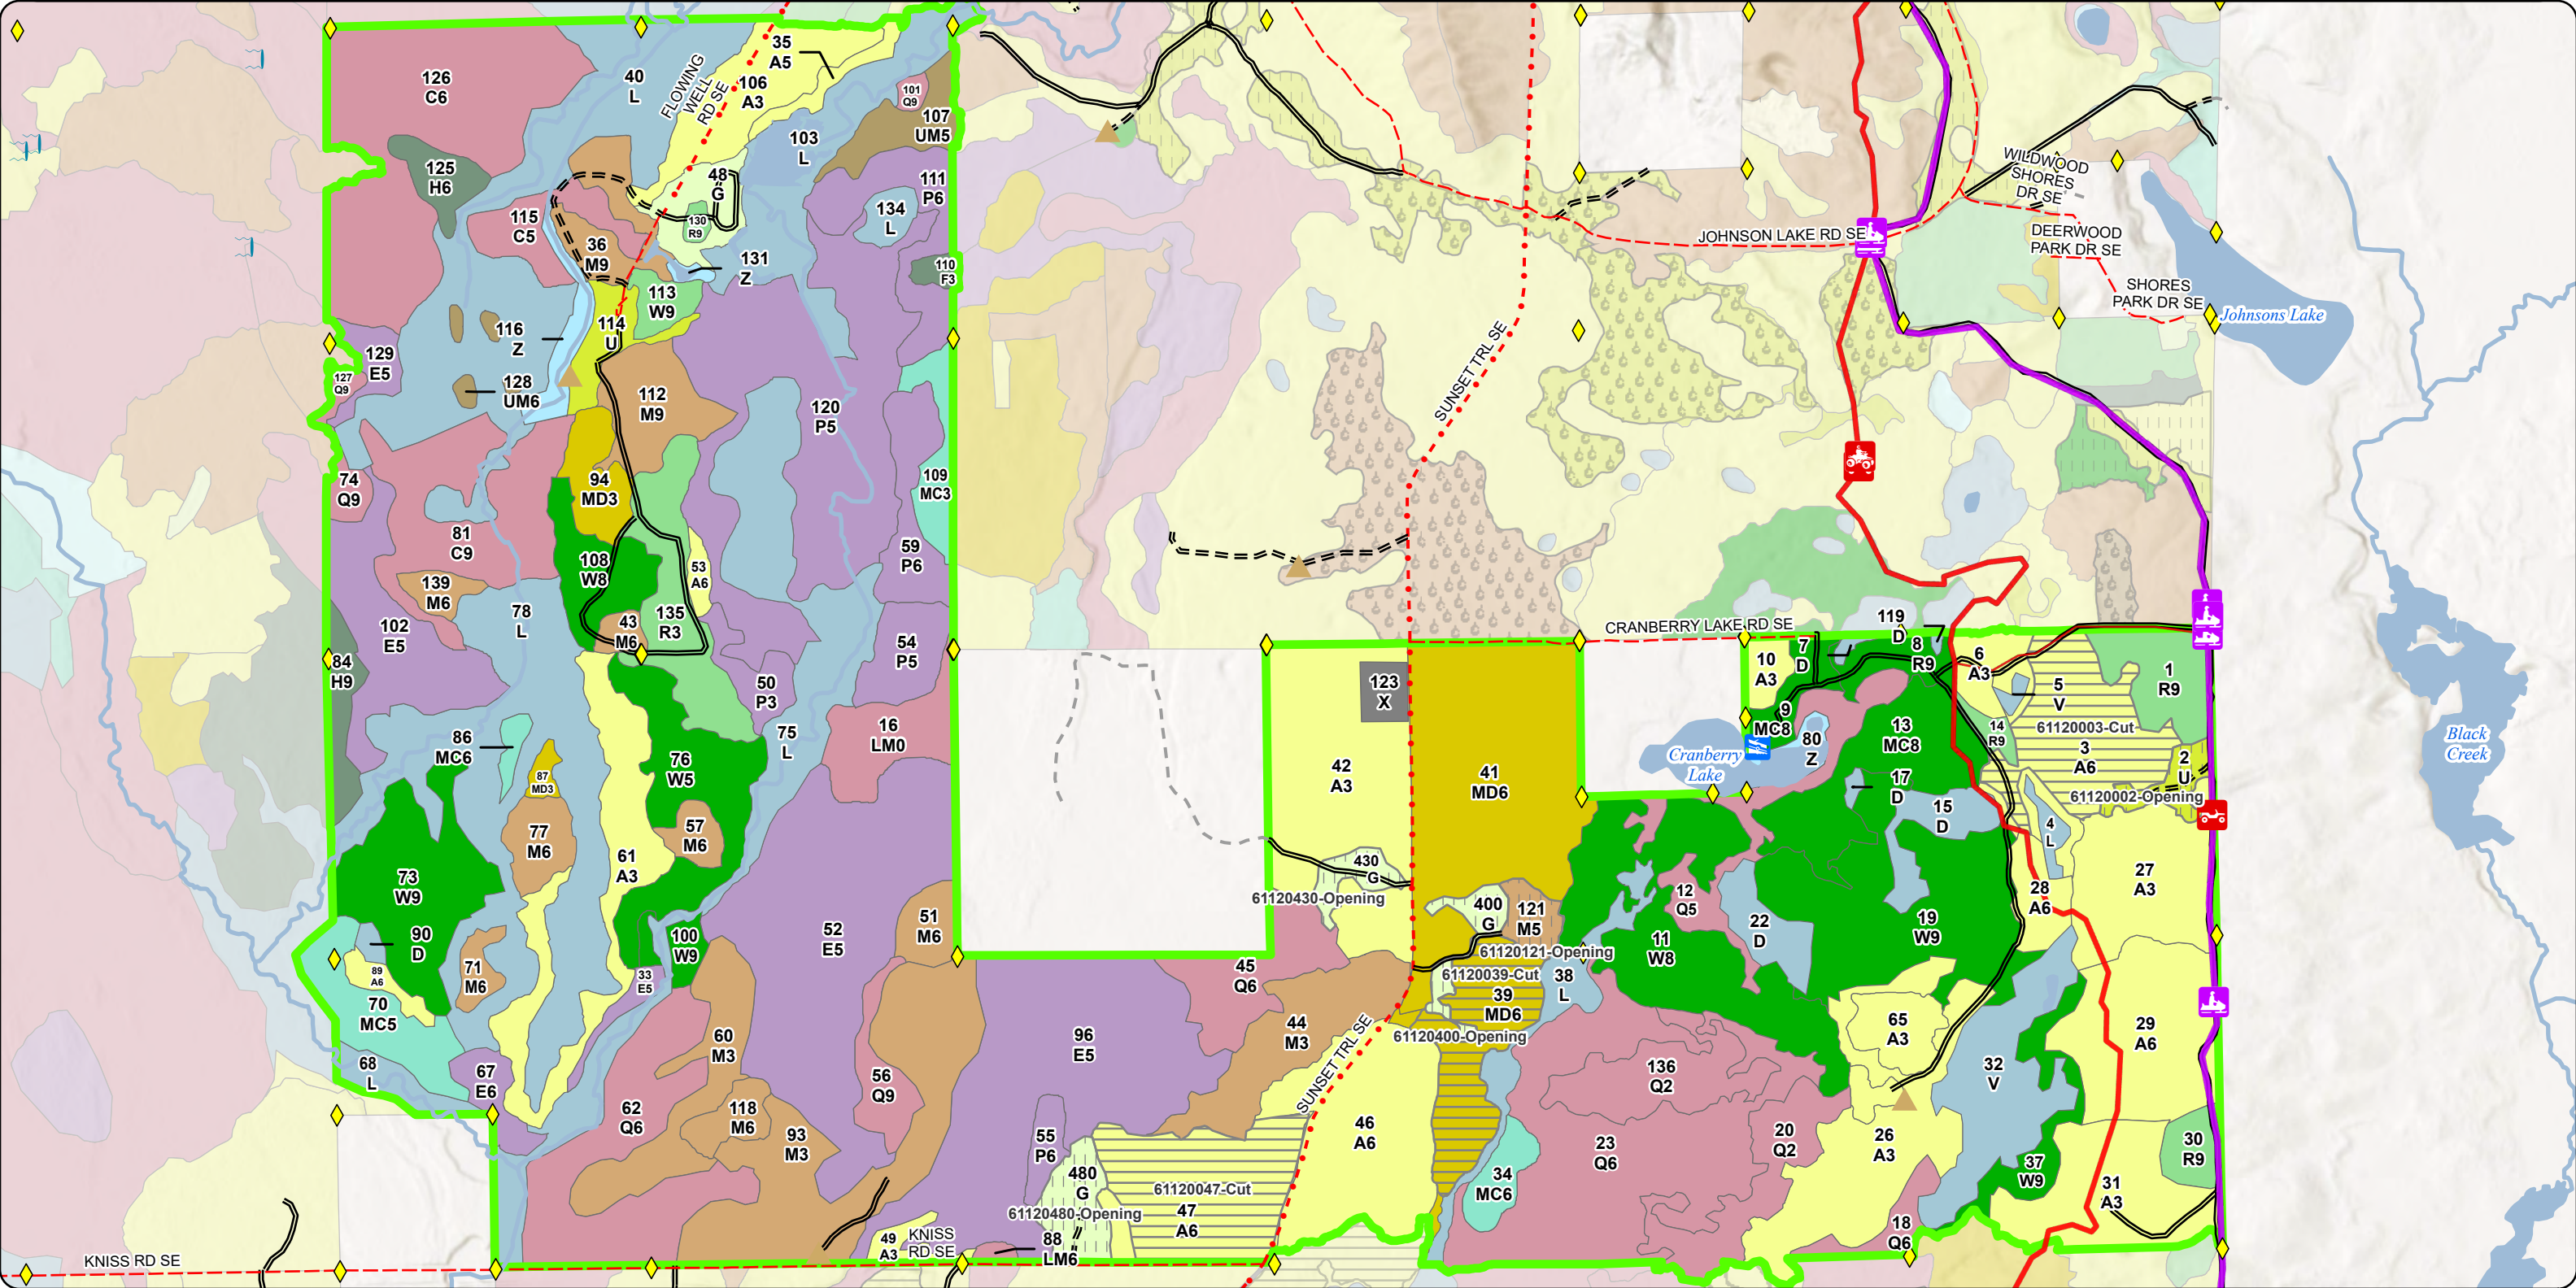 126
C6
40
L
FLOWING
WELL
RD SE
35
A5
106
A3
101
Q9
107
UM5
103
L
125
H6
48
G
111
P6
134
L
130
R9
115
C5
36
M9
131
Z
110
F3
113
W9
116
Z
114
U
129
E5
127
Q9
128
UM6
112
M9
120
P5
74
Q9
94
MD3
109
MC3
81
C9
59
P6
108
W8
53
A6
139
M6
135
R3
43
M6
102
E5
78
L
54
P5
84
H9
50
P3
16
LM0
75
L
86
MC6
76
W5
87
MD3
77
M6
57
M6
61
A3
73
W9
90
D
51
M6
52
E5
100
W9
89
A6
71
M6
33
E5
70
MC5
60
M3
68
L
67
E6
56
Q9
62
Q6
118
M6
93
M3
96
E5
45
Q6
44
M3
55
P6
480
G
61120480-Opening
49
A3
KNISS
RD SE
88
LM6
KNISS RD SE
61120047-Cut
47
A6
SUNSET TRL SE
46
A6
SUNSET TRL SE
JOHNSON LAKE RD SE
WILDWOOD
SHORES
DR SE
DEERWOOD
PARK DR SE
SHORES
PARK DR SE
Johnsons Lake
CRANBERRY LAKE RD SE
123
X
42
A3
41
MD6
430
G
61120430-Opening
400
G
121
M5
61120121-Opening
61120039-Cut
39
MD6
38
L
61120400-Opening
34
MC6
Cranberry
Lake
10
A3
7
D
119
D
8
R9
6
A3
9
MC8
80
Z
13
MC8
14
R9
5
V
1
R9
61120003-Cut
3
A6
2
U
61120002-Opening
17
D
15
D
4
L
12
Q5
22
D
11
W8
19
W9
28
A6
27
A3
65
A3
29
A6
32
V
136
Q2
20
Q2
23
Q6
26
A3
37
W9
30
R9
31
A3
18
Q6
Black
Creek